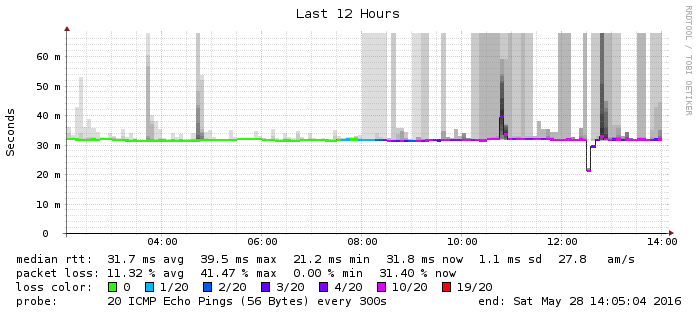 Last 12 Hours
RRDTOOL / TOBI OETIKER
Seconds
60 m
50 m
40 m
30 m
20 m
10 m
0
04:00 06:00 08:00 10:00 12:00 14:00
median rtt: 31.7 ms avg 39.5 ms max 21.2 ms min 31.8 ms now 1.1 ms sd 27.8 am/s
packet loss: 11.32 % avg 41.47 % max 0.00 % min 31.40 % now
loss color: 0 1/20 2/20 3/20 4/20 10/20 19/20
probe: 20 ICMP Echo Pings (56 Bytes) every 300s end: Sat May 28 14:05:04 2016